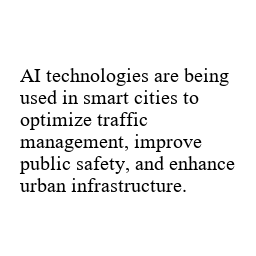 AI technologies are being
used in smart cities to
optimize traffic
management, improve
public safety, and enhance
urban infrastructure.